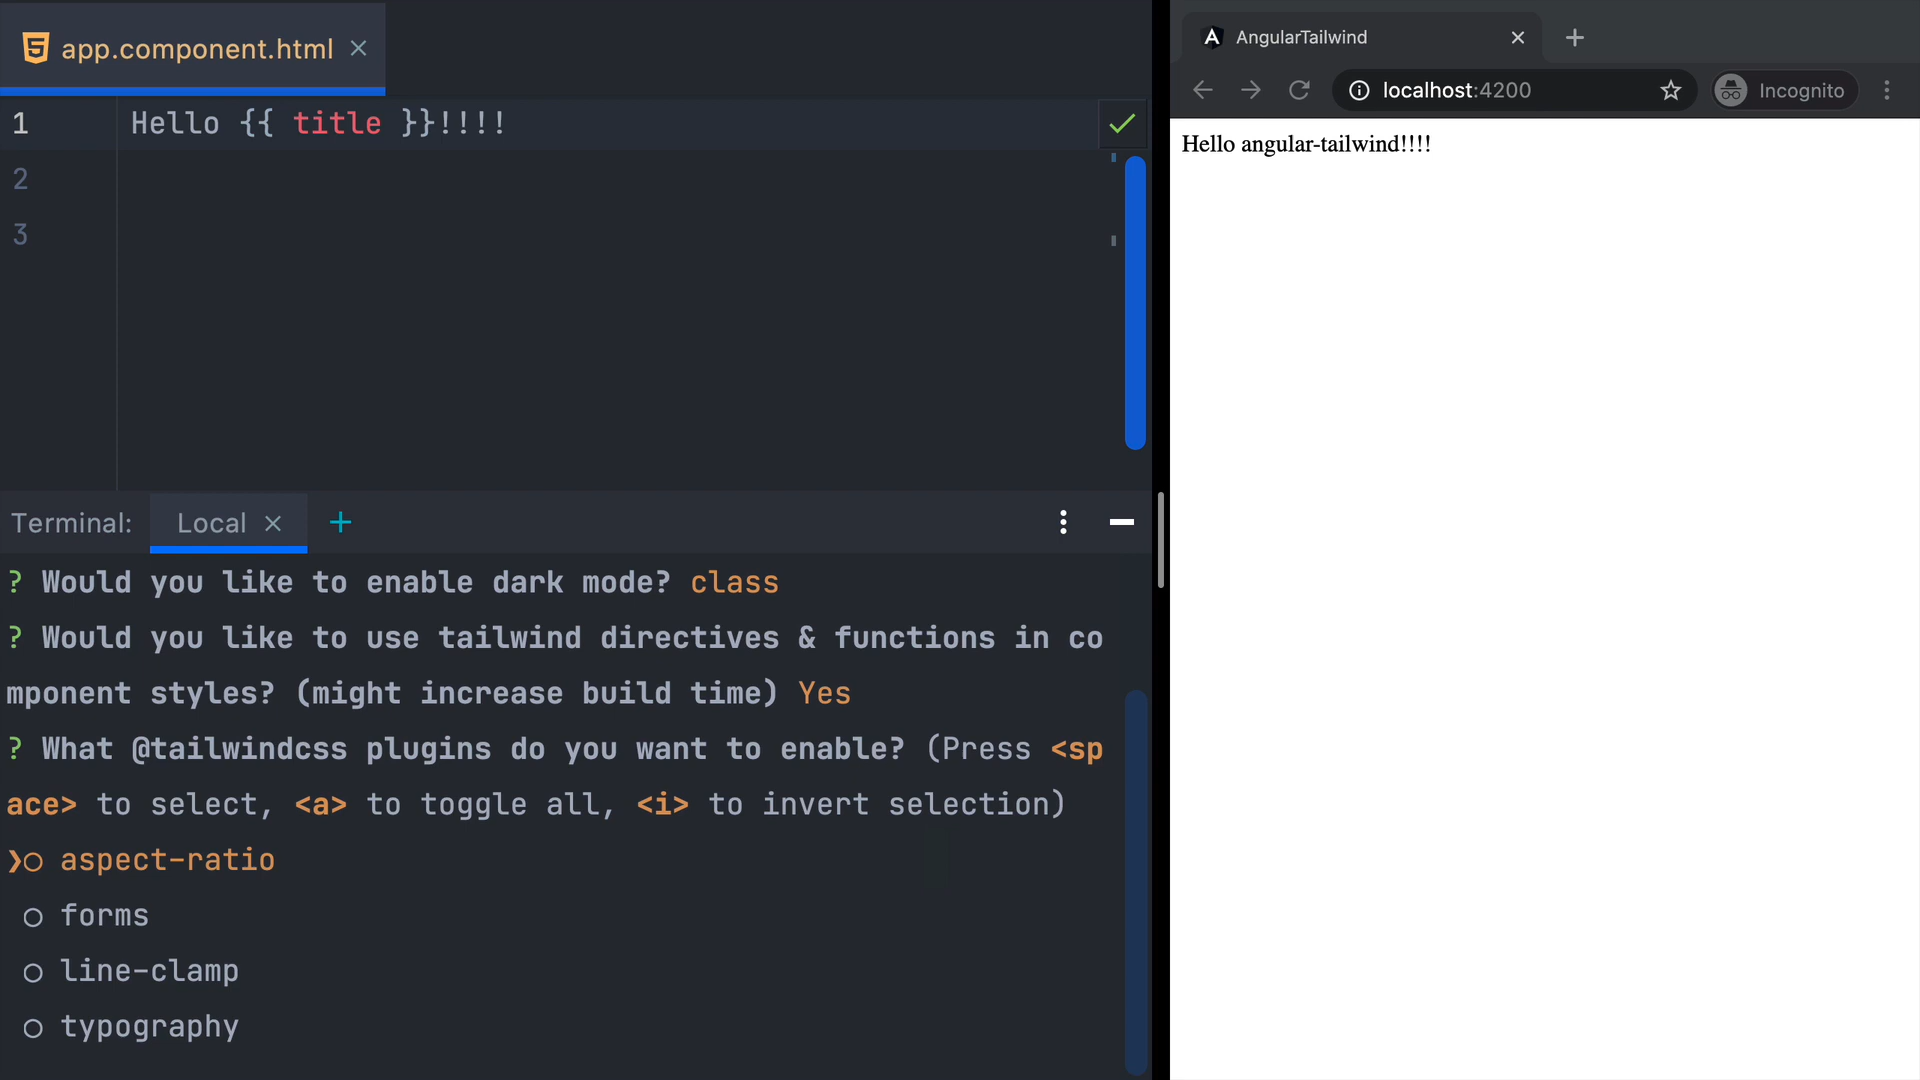 app.component.html
1 Hello {{ title }}!!!!
2
3
Terminal: Local
? Would you like to enable dark mode? class
? Would you like to use tailwind directives & functions in co
mponent styles? (might increase build time) Yes
? What @tailwindcss plugins do you want to enable? (Press <sp
ace> to select, <a> to toggle all, <i> to invert selection)
❯◯ aspect-ratio
◯ forms
◯ line-clamp
◯ typography
AngularTailwind
localhost:4200
Incognito
Hello angular-tailwind!!!!